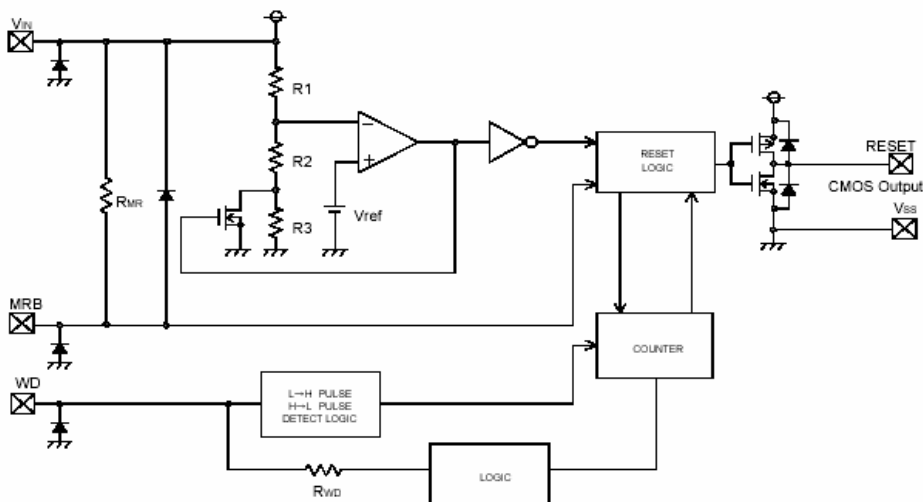 VIN
R1
R2
R3
RMR
Vref
−
+
RESET
LOGIC
RESET
CMOS Output
VSS
MRB
COUNTER
WD
L→H PULSE
H→L PULSE
DETECT LOGIC
RWD
LOGIC